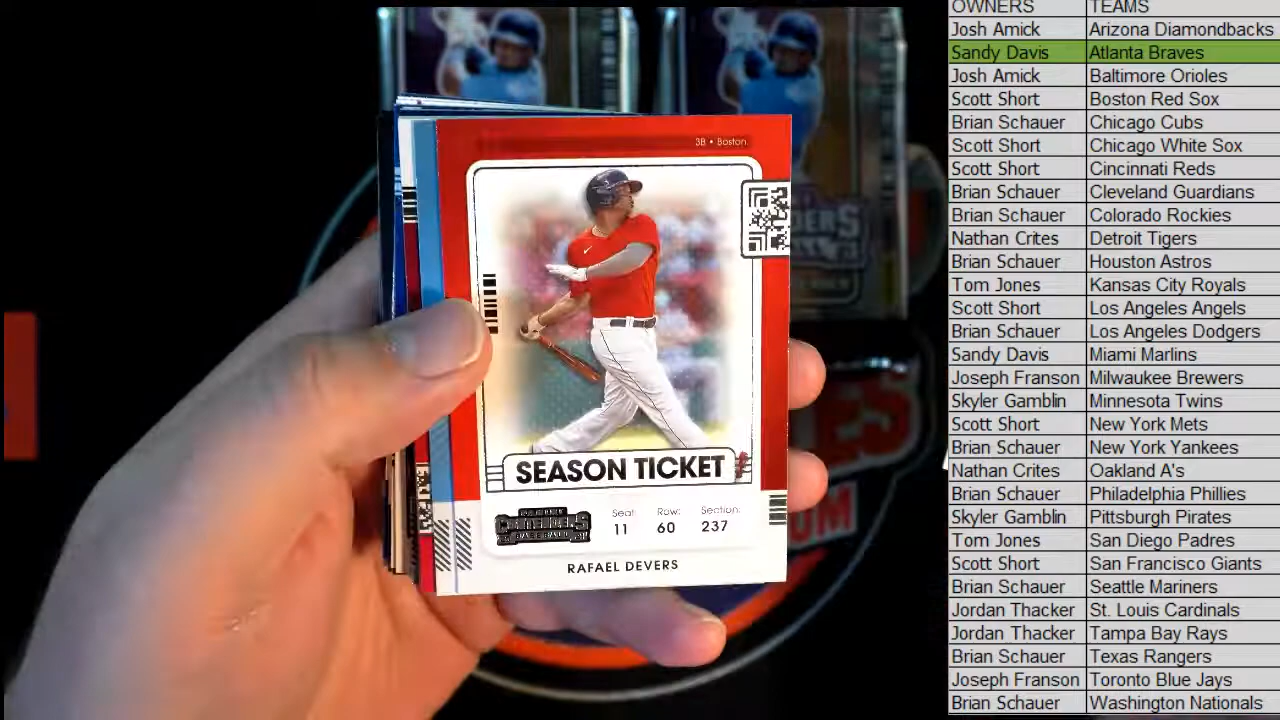 3B • Boston
SEASON TICKET
CONTENDERS
BASEBALL
Seat: Row: Section:
11 60 237
RAFAEL DEVERS
OWNERS TEAMS
Josh Amick Arizona Diamondbacks
Sandy Davis Atlanta Braves
Josh Amick Baltimore Orioles
Scott Short Boston Red Sox
Brian Schauer Chicago Cubs
Scott Short Chicago White Sox
Scott Short Cincinnati Reds
Brian Schauer Cleveland Gurdians
Brian Schauer Colorado Rockies
Nathan Crites Detroit Tigers
Brian Schauer Houston Astros
Tom Jones Kansas City Royals
Scott Short Los Angeles Angels
Brian Schauer Los Angeles Dodgers
Sandy Davis Miami Marlins
Joseph Franson Milwaukee Brewers
Skyler Gamblin Minnesota Twins
Scott Short New York Mets
Brian Schauer New York Yankees
Nathan Crites Oakland A's
Brian Schauer Philadelphia Phillies
Skyler Gamblin Pittsburgh Pirates
Tom Jones San Diego Padres
Scott Short San Francisco Giants
Brian Schauer Seattle Mariners
Jordan Thacker St. Louis Cardinals
Jordan Thacker Tampa Bay Rays
Brian Schauer Texas Rangers
Joseph Franson Toronto Blue Jays
Brian Schauer Washington Nationals